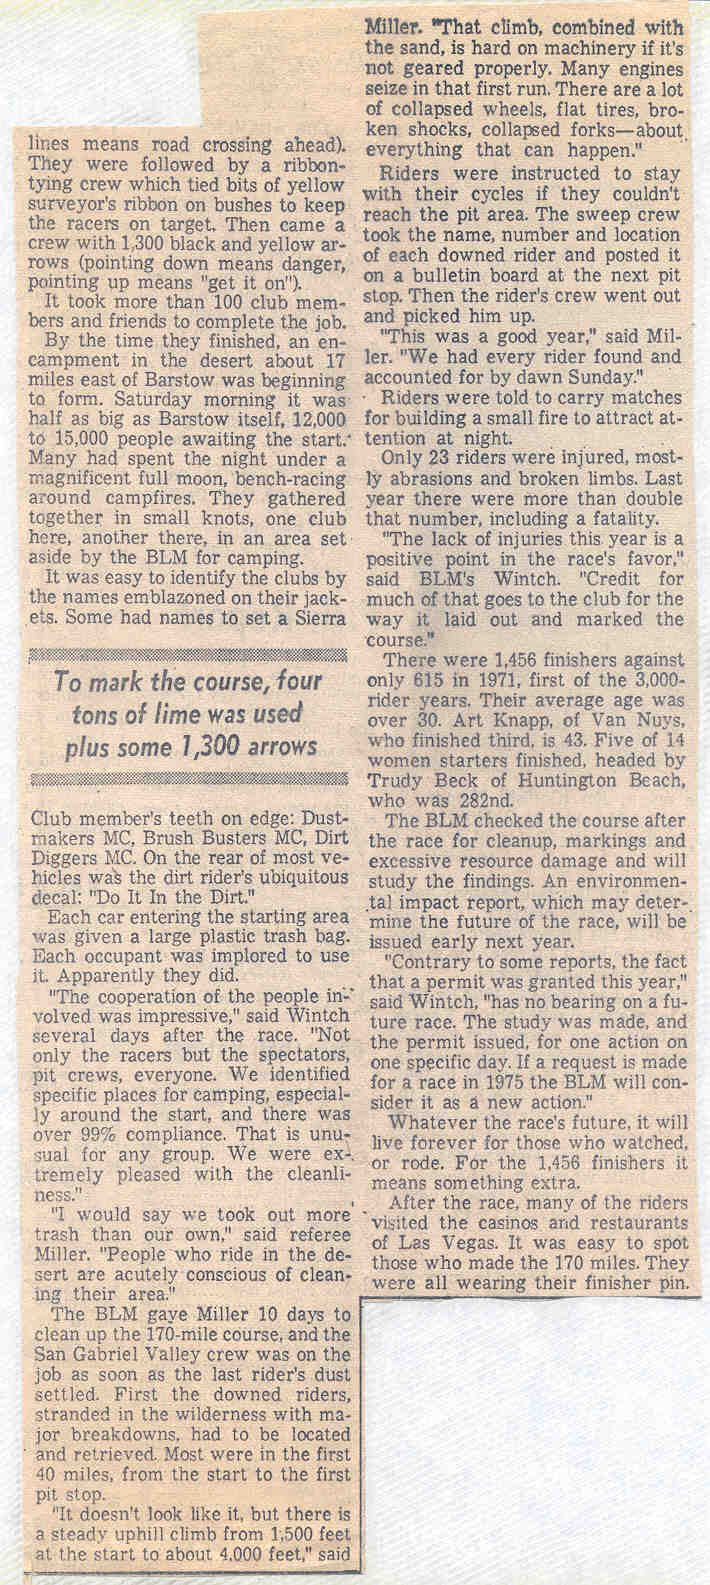 lines means road crossing ahead).
They were followed by a ribbon-
tying crew which tied bits of yellow
surveyor's ribbon on bushes to keep
the racers on target. Then came a
crew with 1,300 black and yellow ar-
rows (pointing down means danger,
pointing up means "get it on").
It took more than 100 club mem-
bers and friends to complete the job.
By the time they finished, an en-
campment in the desert about 17
miles east of Barstow was beginning
to form. Saturday morning it was
half as big as Barstow itself, 12,000
to 15,000 people awaiting the start.
Many had spent the night under a
magnificent full moon, bench-racing
around campfires. They gathered
together in small knots, one club
here, another there, in an area set
aside by the BLM for camping.
It was easy to identify the clubs by
the names emblazoned on their jack-
ets. Some had names to set a Sierra
To mark the course, four
tons of lime was used
plus some 1,300 arrows
Club member's teeth on edge: Dust-
makers MC, Brush Busters MC, Dirt
Diggers MC. On the rear of most ve-
hicles was the dirt rider's ubiquitous
decal: "Do It In the Dirt."
Each car entering the starting area
was given a large plastic trash bag.
Each occupant was implored to use
it. Apparently they did.
"The cooperation of the people in-
volved was impressive," said Wintch
several days after the race. "Not
only the racers but the spectators,
pit crews, everyone. We identified
specific places for camping, especial-
ly around the start, and there was
over 99% compliance. That is unu-
sual for any group. We were ex-
tremely pleased with the cleanli-
ness."
"I would say we took out more
trash than our own," said referee
Miller. "People who ride in the de-
sert are acutely conscious of clean-
ing their area."
The BLM gave Miller 10 days to
clean up the 170-mile course, and the
San Gabriel Valley crew was on the
job as soon as the last rider's dust
settled. First the downed riders,
stranded in the wilderness with ma-
jor breakdowns, had to be located
and retrieved. Most were in the first
40 miles, from the start to the first
pit stop.
"It doesn't look like it, but there is
a steady uphill climb from 1,500 feet
at the start to about 4,000 feet," said
Miller. "That climb, combined with
the sand, is hard on machinery if it's
not geared properly. Many engines
seize in that first run. There are a lot
of collapsed wheels, flat tires, bro-
ken shocks, collapsed forks—about
everything that can happen."
Riders were instructed to stay
with their cycles if they couldn't
reach the pit area. The sweep crew
took the name, number and location
of each downed rider and posted it
on a bulletin board at the next pit
stop. Then the rider's crew went out
and picked him up.
"This was a good year," said Mil-
ler. "We had every rider found and
accounted for by dawn Sunday."
Riders were told to carry matches
for building a small fire to attract at-
tention at night.
Only 23 riders were injured, most-
ly abrasions and broken limbs. Last
year there were more than double
that number, including a fatality.
"The lack of injuries this year is a
positive point in the race's favor,"
said BLM's Wintch. "Credit for
much of that goes to the club for the
way it laid out and marked the
course."
There were 1,456 finishers against
only 615 in 1971, first of the 3,000-
rider years. Their average age was
over 30. Art Knapp, of Van Nuys,
who finished third, is 43. Five of 14
women starters finished, headed by
Trudy Beck of Huntington Beach,
who was 282nd.
The BLM checked the course after
the race for cleanup, markings and
excessive resource damage and will
study the findings. An environmen-
tal impact report, which may deter-
mine the future of the race, will be
issued early next year.
"Contrary to some reports, the fact
that a permit was granted this year,"
said Wintch, "has no bearing on a fu-
ture race. The study was made, and
the permit issued, for one action on
one specific day. If a request is made
for a race in 1975 the BLM will con-
sider it as a new action."
Whatever the race's future, it will
live forever for those who watched,
or rode. For the 1,456 finishers it
means something extra.
After the race, many of the riders
visited the casinos and restaurants
of Las Vegas. It was easy to spot
those who made the 170 miles. They
were all wearing their finisher pin.